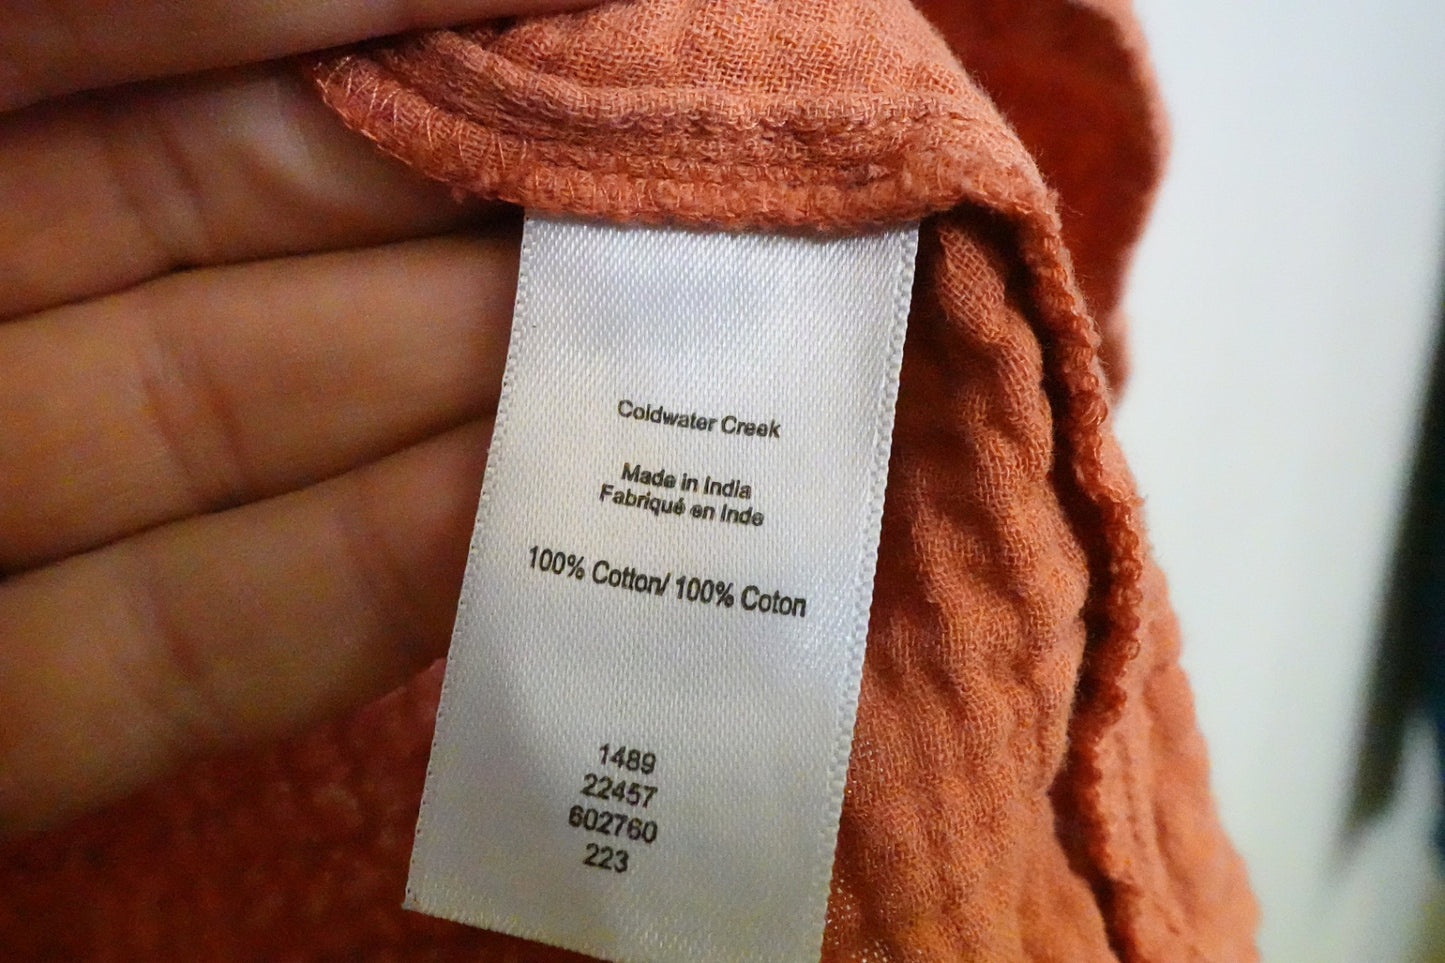 Coldwater Creek
Made in India
Fabriqué en Inde
100% Cotton/ 100% Coton
1489
22457
602760
223